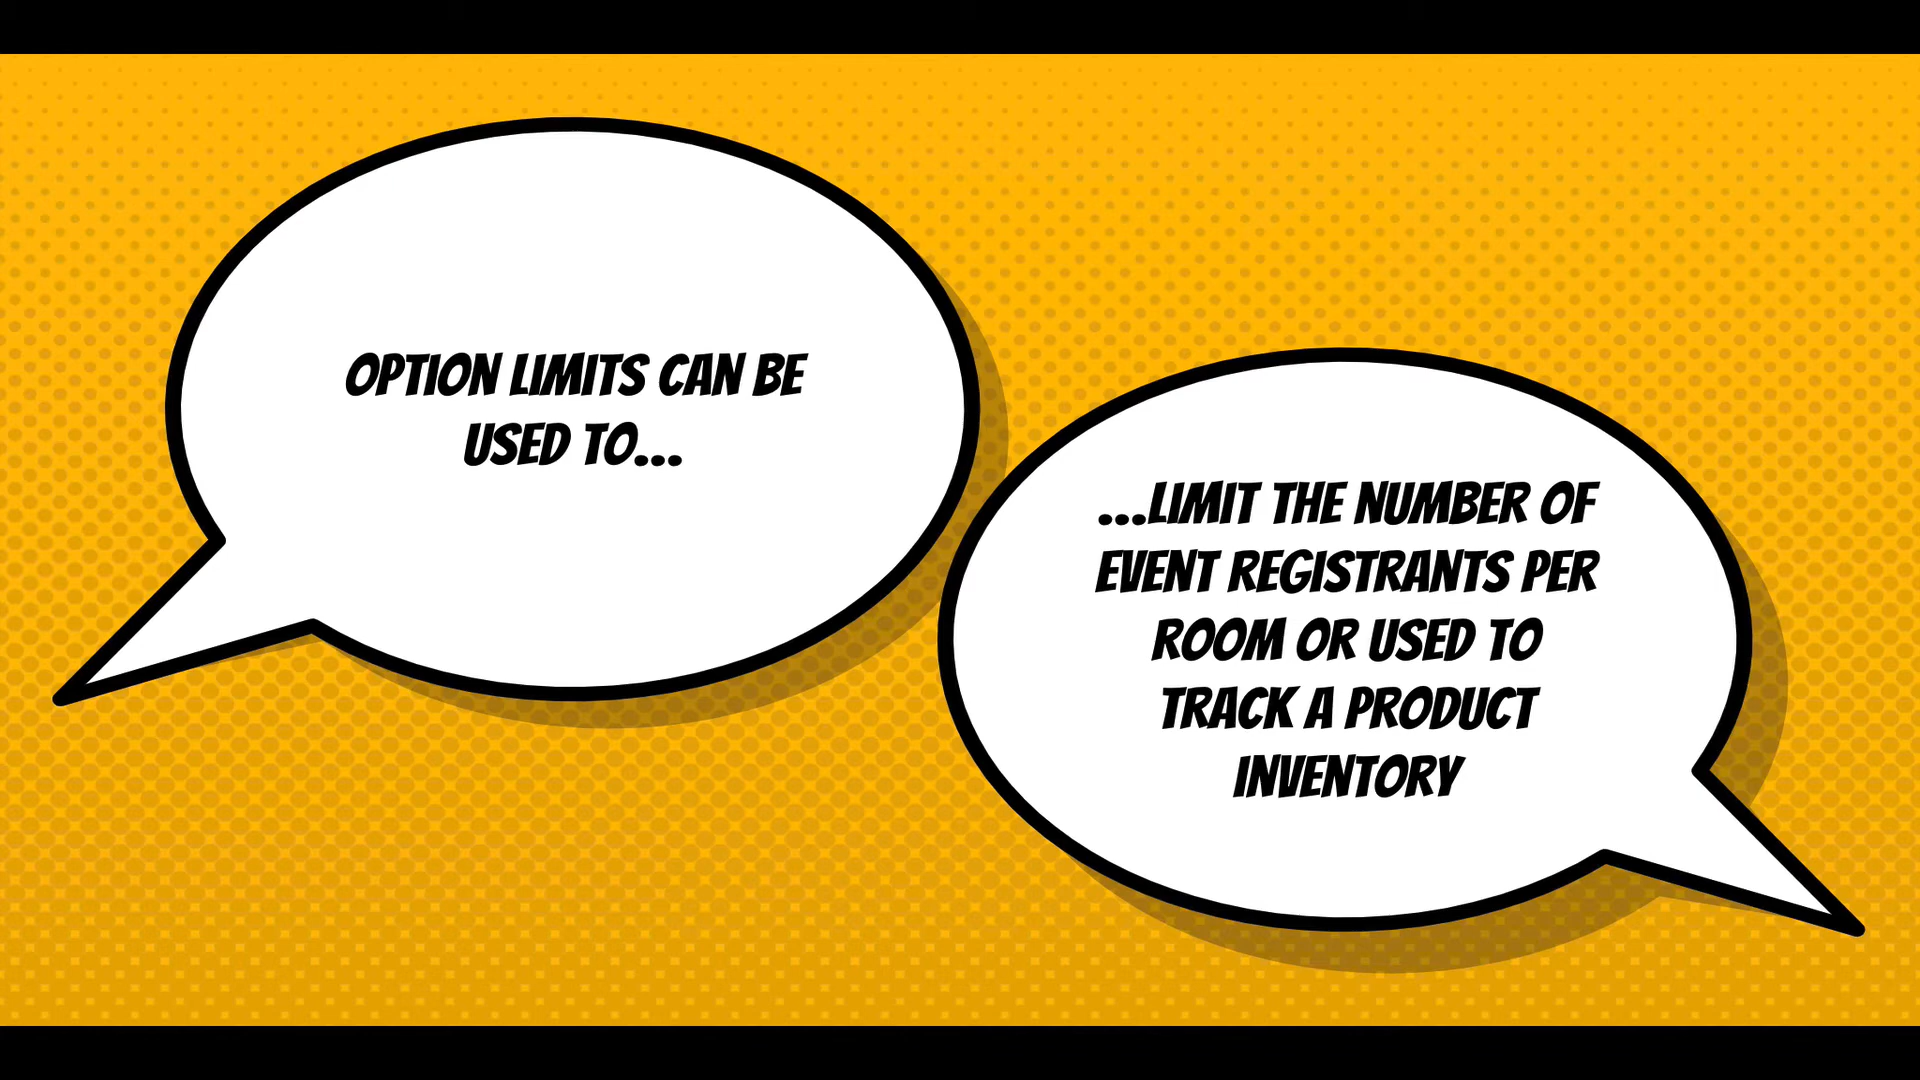 OPTION LIMITS CAN BE
USED TO...
...LIMIT THE NUMBER OF
EVENT REGISTRANTS PER
ROOM OR USED TO
TRACK A PRODUCT
INVENTORY